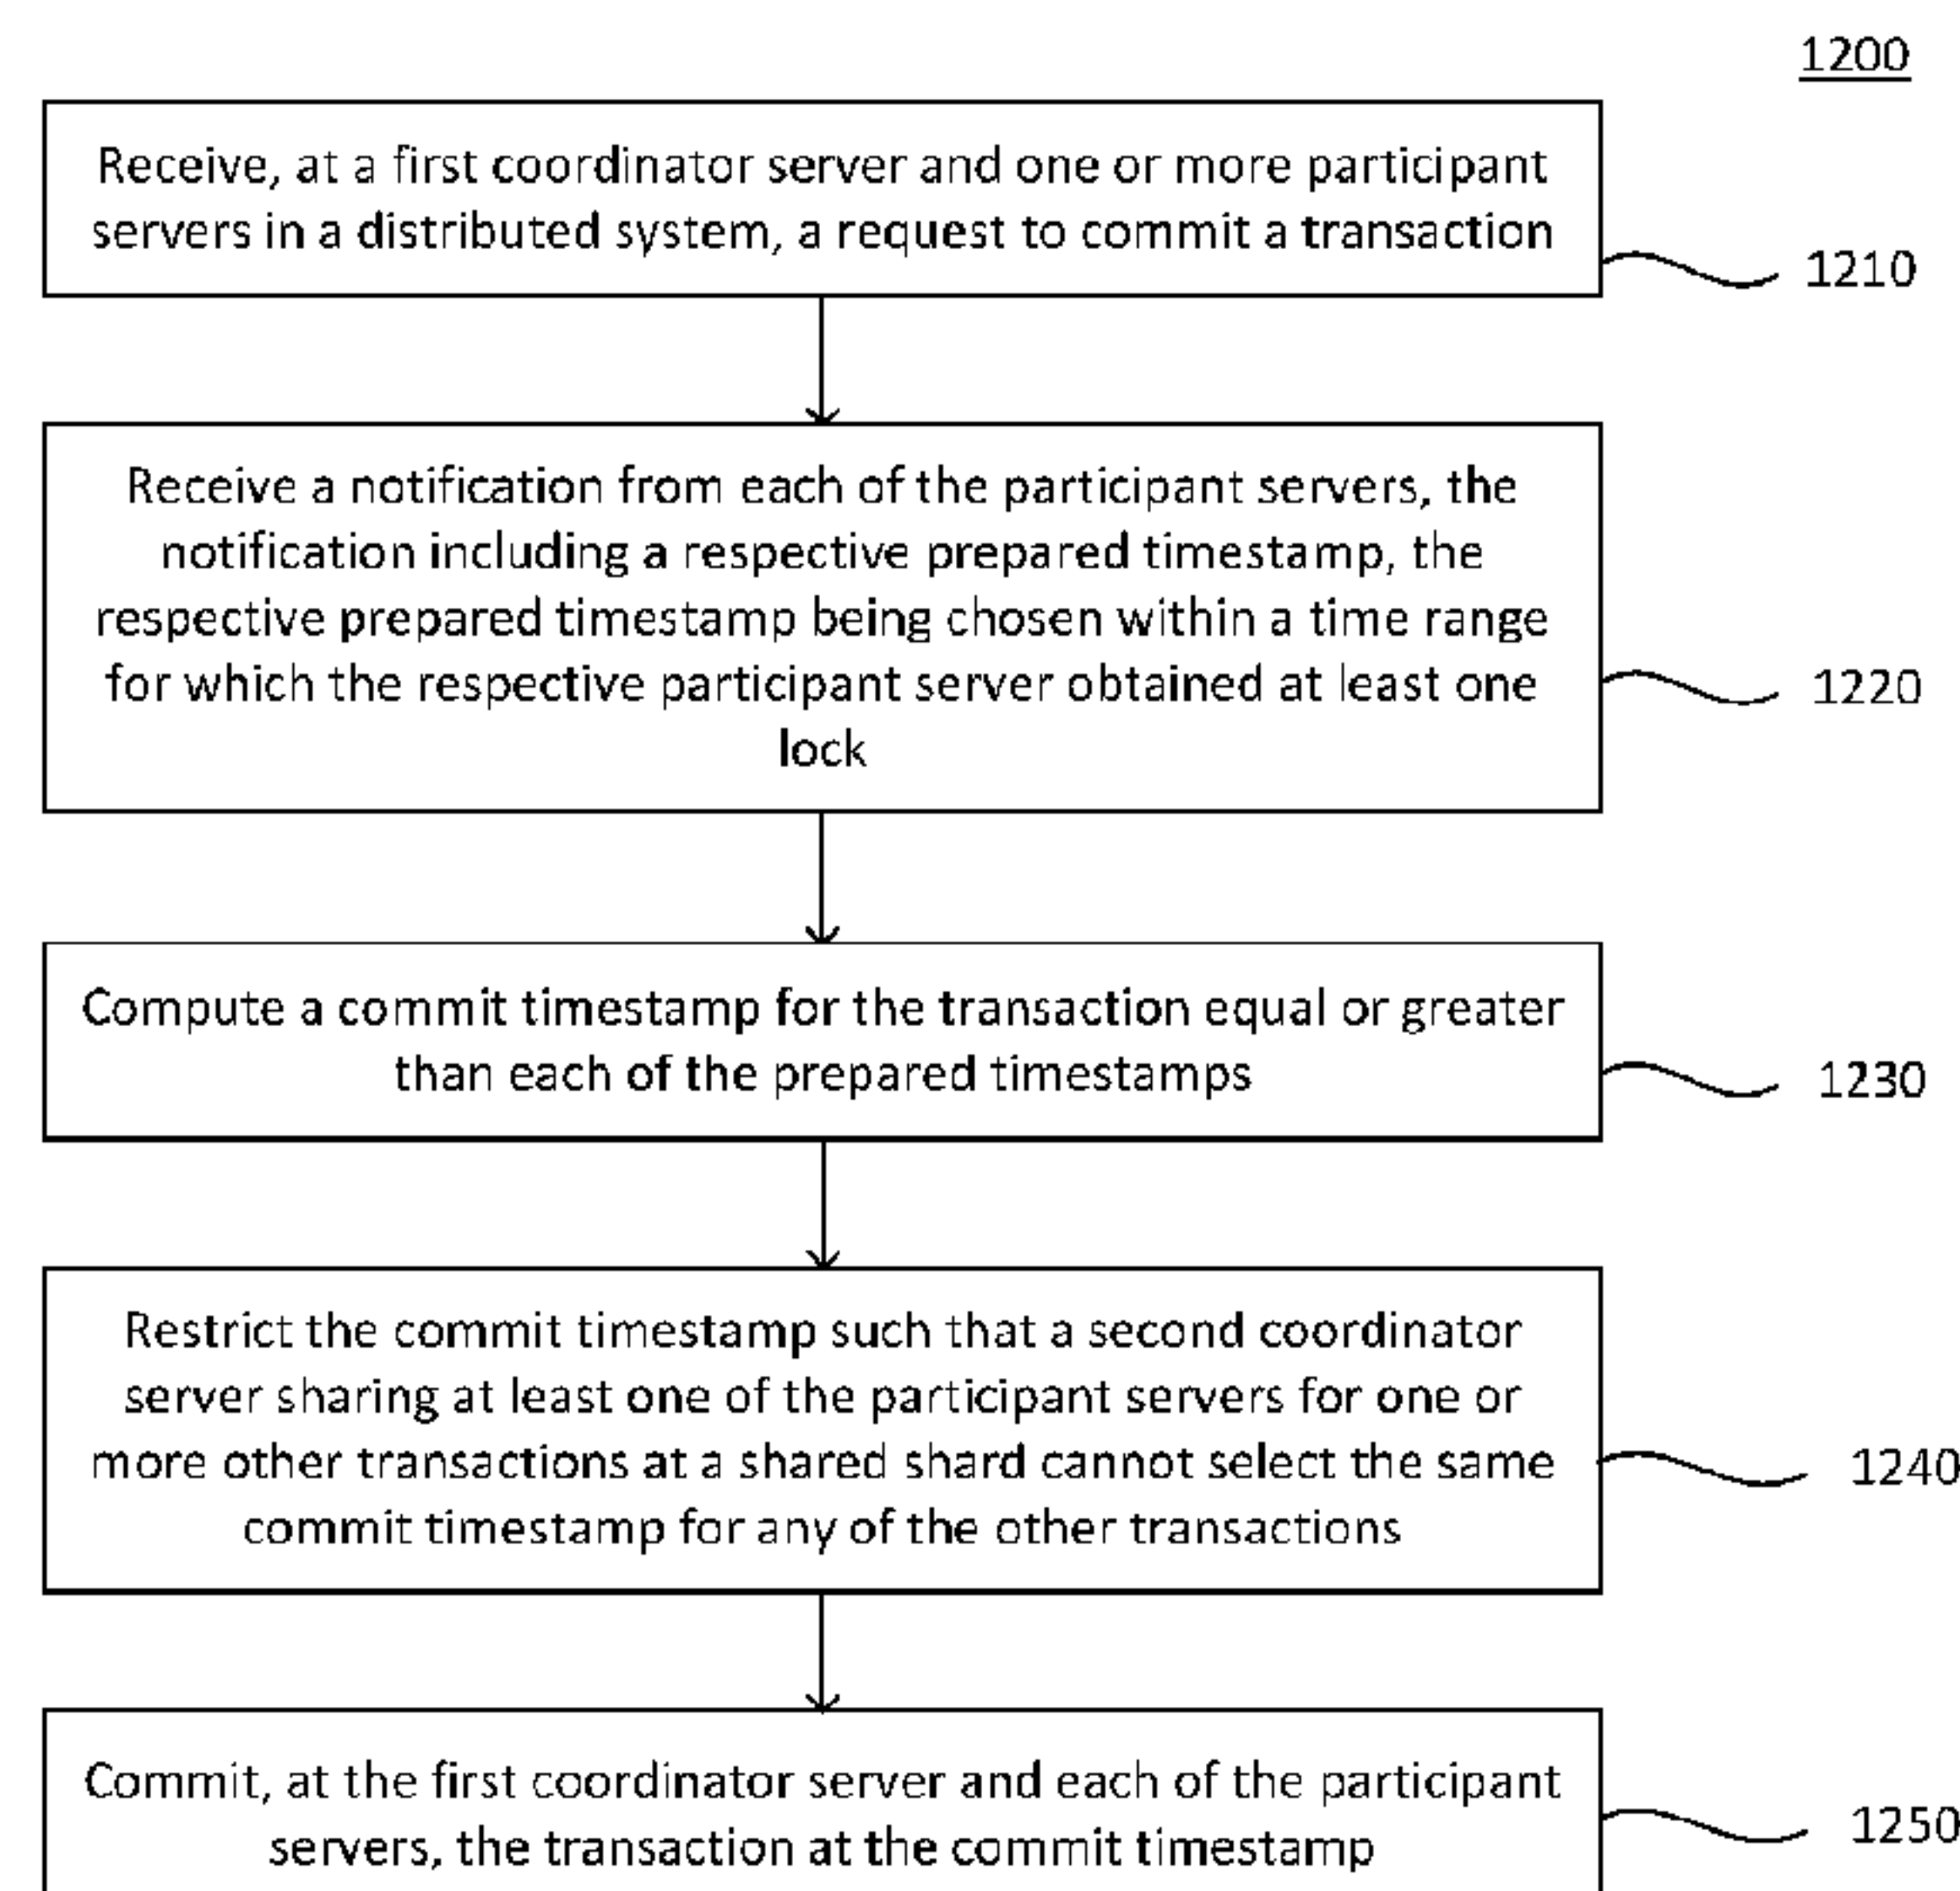 1200
Receive, at a first coordinator server and one or more participant
servers in a distributed system, a request to commit a transaction
1210
Receive a notification from each of the participant servers, the
notification including a respective prepared timestamp, the
respective prepared timestamp being chosen within a time range
for which the respective participant server obtained at least one
lock
1220
Compute a commit timestamp for the transaction equal or greater
than each of the prepared timestamps
1230
Restrict the commit timestamp such that a second coordinator
server sharing at least one of the participant servers for one or
more other transactions at a shared shard cannot select the same
commit timestamp for any of the other transactions
1240
Commit, at the first coordinator server and each of the participant
servers, the transaction at the commit timestamp
1250